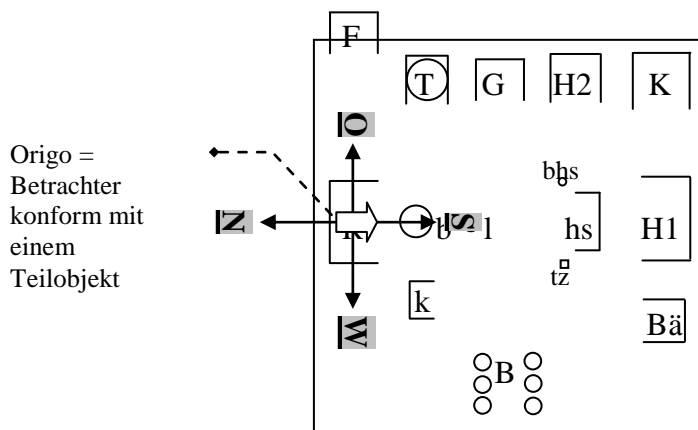 F
T G H2 K
O
Origo =
Betrachter
konform mit
einem
Teilobjekt
bhs
N b S l hs H1
tz
k
W
Bä
B